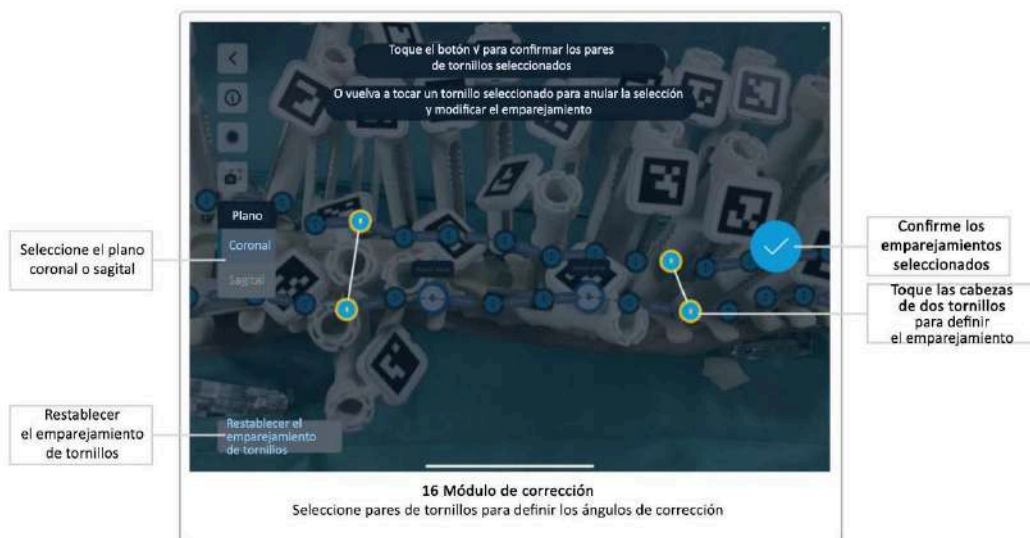 Toque el botón √ para confirmar los pares
de tornillos seleccionados
O vuelva a tocar un tornillo seleccionado para anular la selección
y modificar el emparejamiento
Plano
Coronal
Sagital
Seleccione el plano
coronal o sagital
Confirme los
emparejamientos
seleccionados
Toque las cabezas
de dos tornillos
para definir
el emparejamiento
Restablecer
el emparejamiento
de tornillos
Restablecer el
emparejamiento
de tornillos
16 Módulo de corrección
Seleccione pares de tornillos para definir los ángulos de corrección